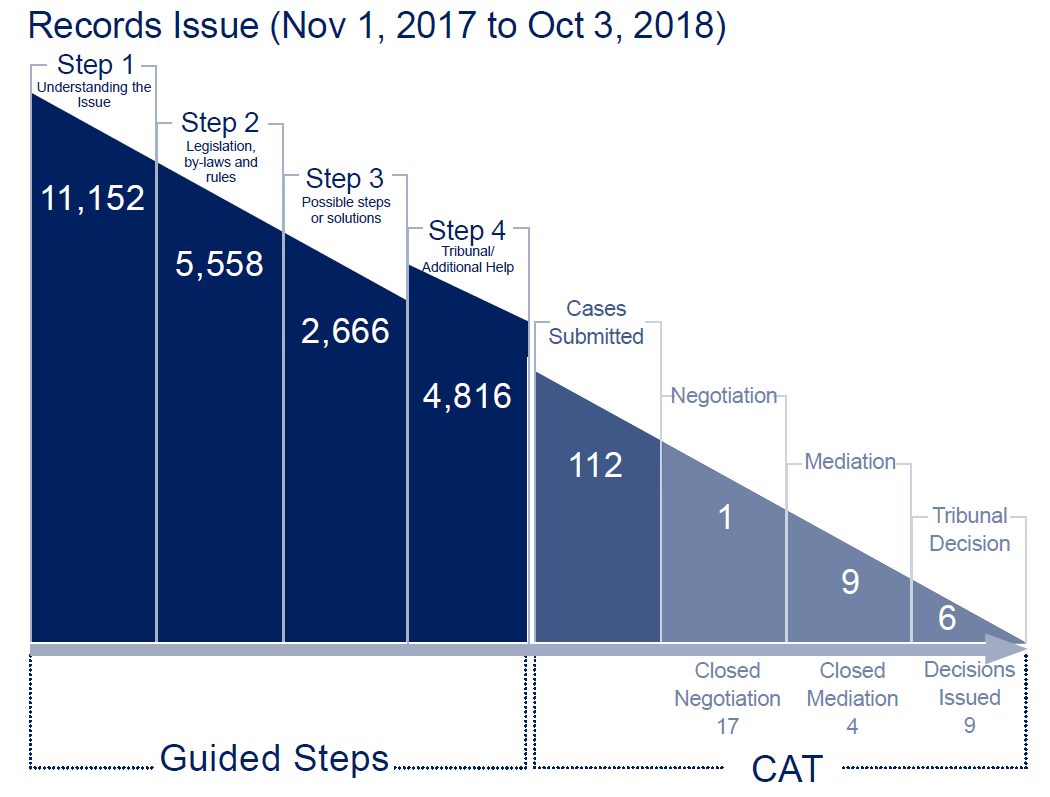 Records Issue (Nov 1, 2017 to Oct 3, 2018)
Step 1
Understanding the
Issue
11,152
Step 2
Legislation,
by-laws and
rules
5,558
Step 3
Possible steps
or solutions
2,666
Step 4
Tribunal/
Additional Help
4,816
Cases
Submitted
112
Negotiation
1
Mediation
9
Tribunal
Decision
6
Closed
Negotiation
17
Closed
Mediation
4
Decisions
Issued
9
Guided Steps
CAT